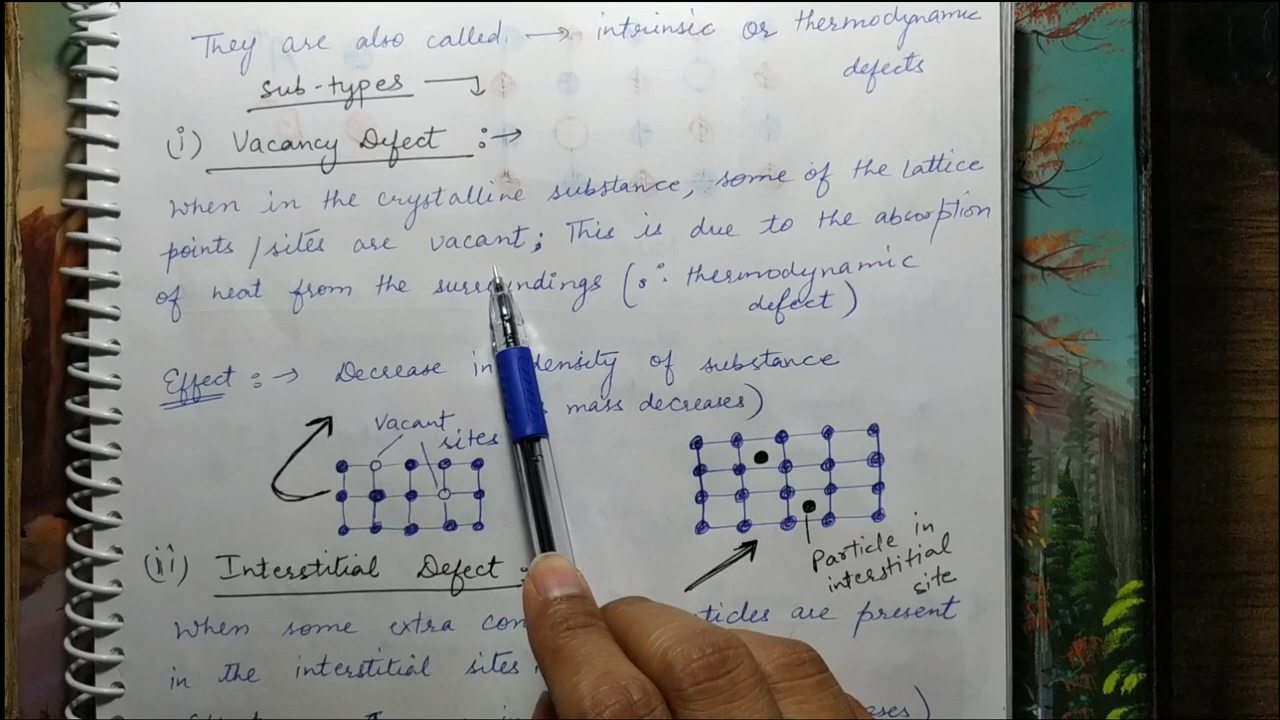 They are also called → intrinsic or thermodynamic
defects
sub-types
(i) Vacancy Defect :→
When in the crystalline substance, some of the lattice
points/sites are vacant; This is due to the absorption
of heat from the surroundings (∵ thermodynamic
defect)
Effect :→ Decrease in density of substance
mass decreases)
Vacant
sites
Particle in
interstitial
site
(ii) Interstitial Defect
When some extra are present
in the interstitial sites